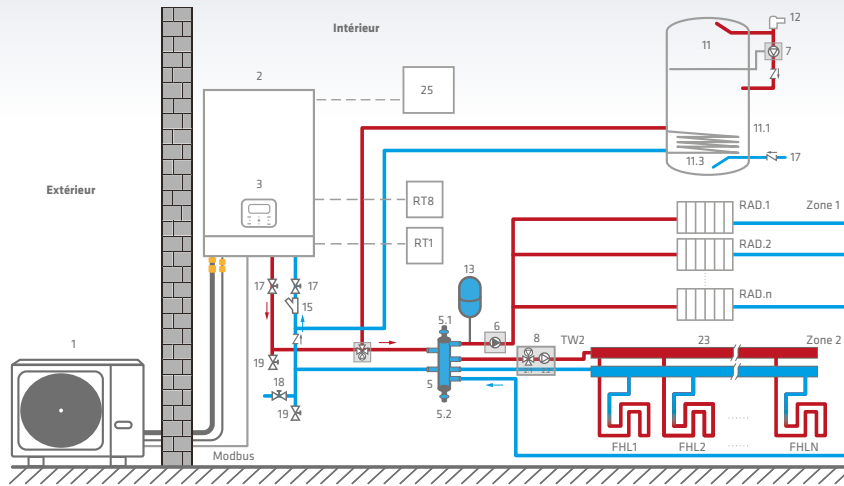 Intérieur
12
11
7
2
25
11.1
11.3
17
Extérieur
3
RT8
RT1
RAD.1
Zone 1
RAD.2
RAD.n
17
17
13
15
5.1
6
8
TW2
23
Zone 2
1
19
5
18
19
5.2
FHL1
FHL2
FHLN
Modbus